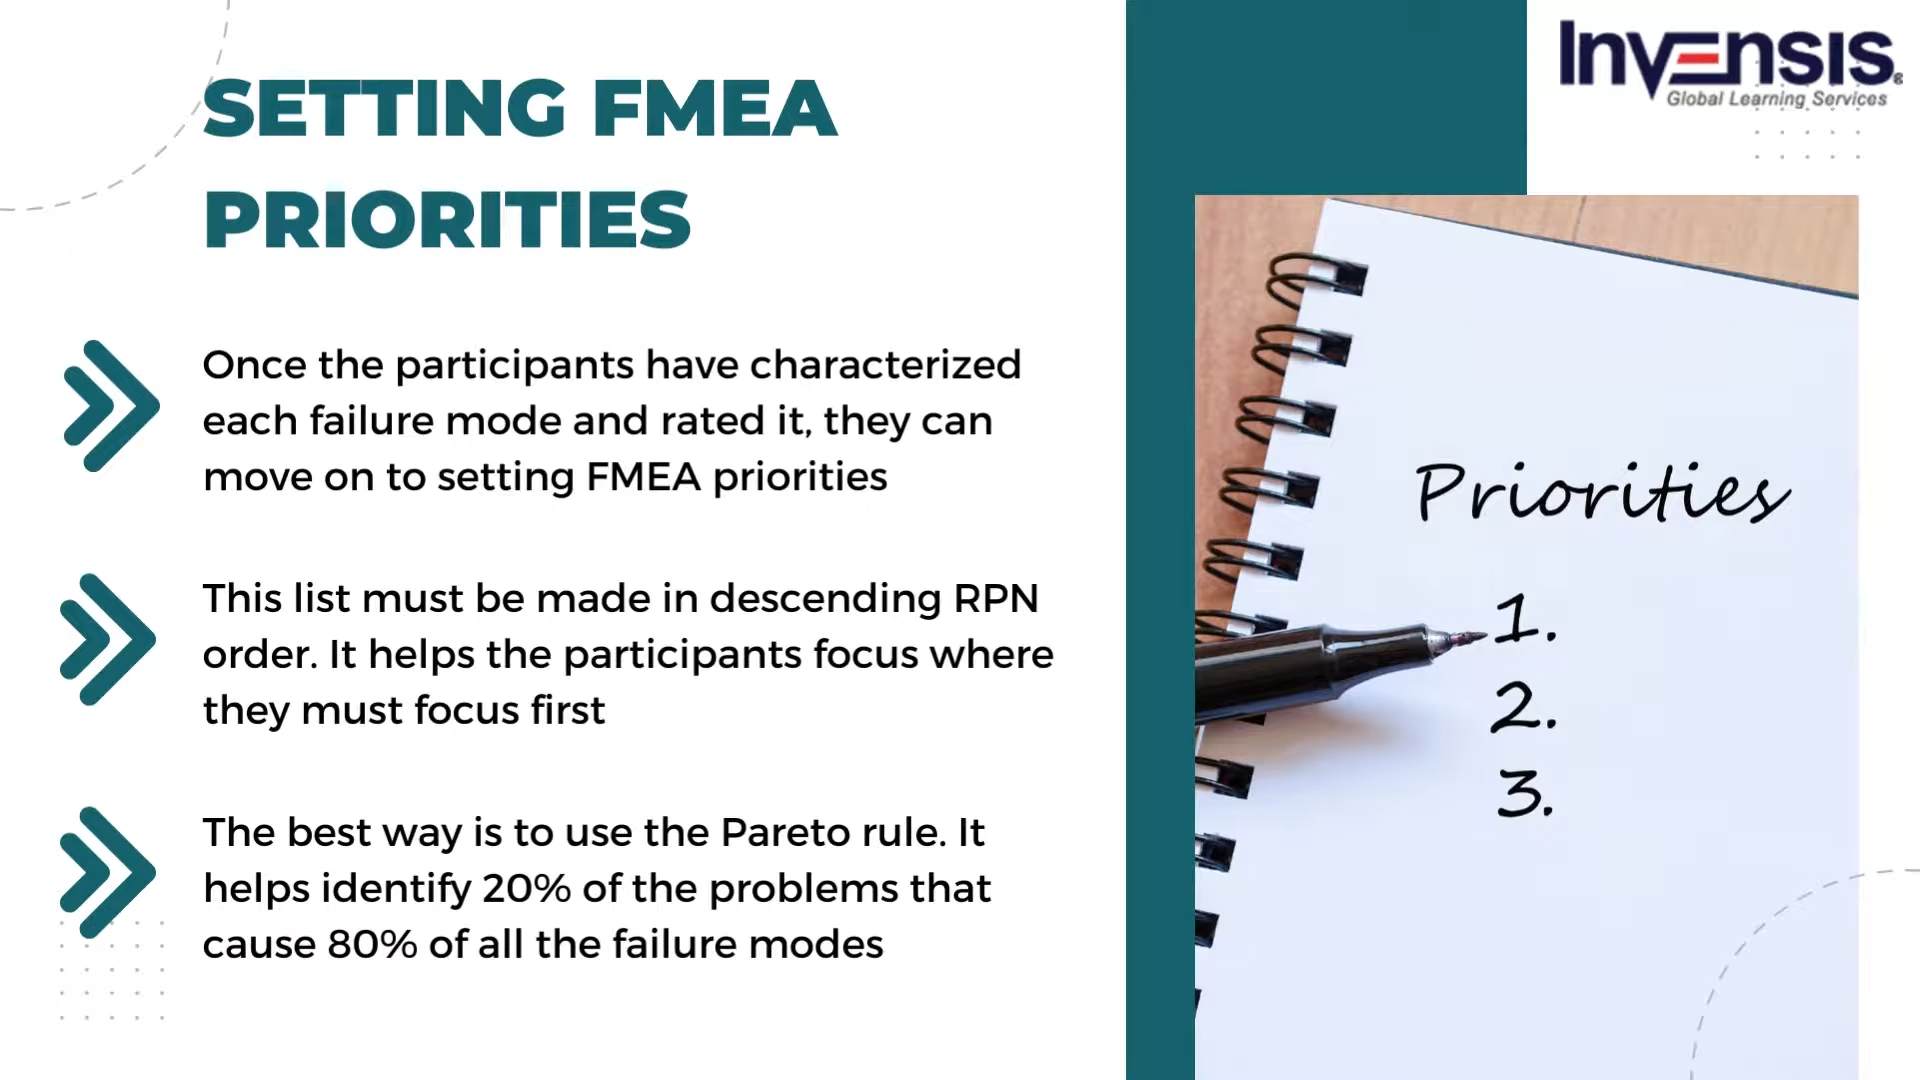 SETTING FMEA
PRIORITIES
Once the participants have characterized
each failure mode and rated it, they can
move on to setting FMEA priorities
This list must be made in descending RPN
order. It helps the participants focus where
they must focus first
The best way is to use the Pareto rule. It
helps identify 20% of the problems that
cause 80% of all the failure modes
Invensis®
Global Learning Services
Priorities
1.
2.
3.